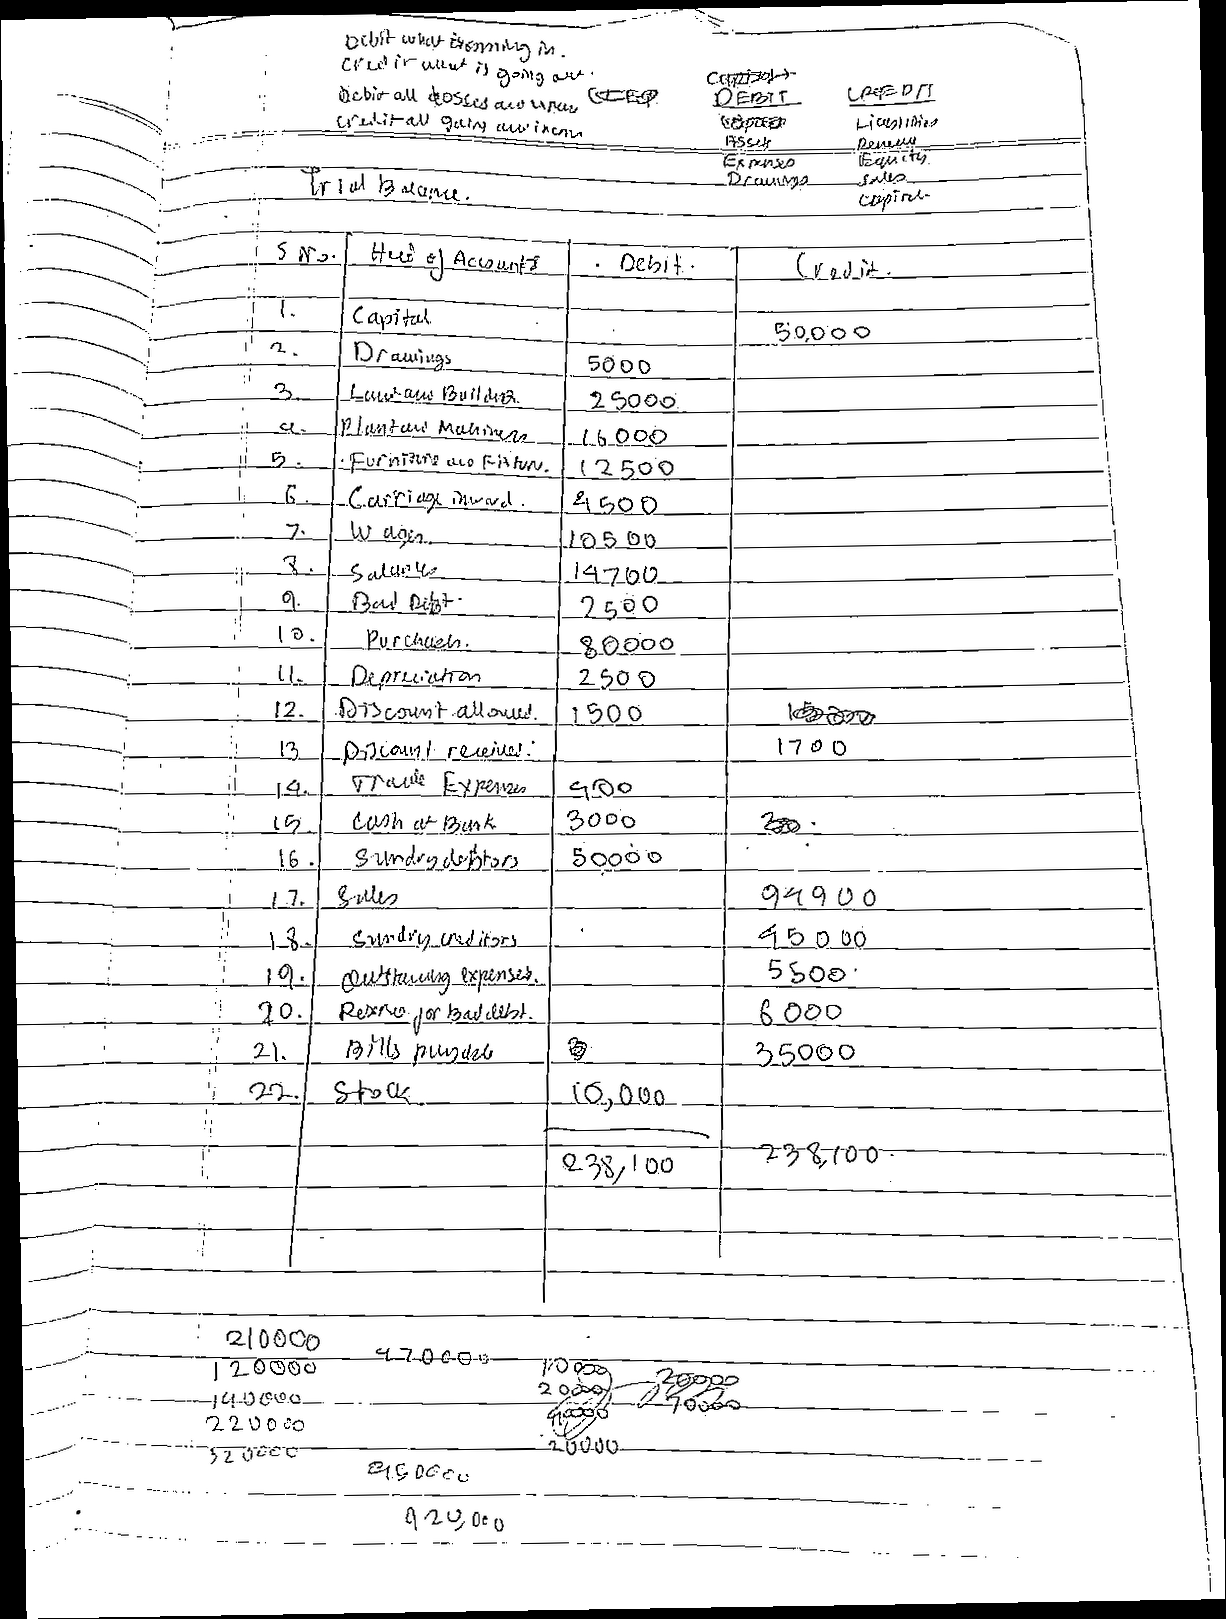 Debit what is coming in.
Credit what is going out.
Debit all losses and expenses
Credit all gains and incomes
DEBIT CREDIT
Liabilities
Assets Revenue
Expenses Equity
Drawings Sales
Capital
Trial Balance.
S No. Head of Accounts Debit. Credit.
1. Capital 50,000
2. Drawings 5000
3. Land and Building 25000
4. Plant and Machinery 16000
5. Furniture and Fixture. 12500
6. Carriage inward. 4500
7. Wages 10500
8. Salaries 14700
9. Bad Debt. 2500
10. Purchases. 80000
11. Depreciation 2500
12. Discount allowed. 1500
13 Discount received. 1700
14. Trade Expenses 400
15 Cash at Bank 3000
16. Sundry debtors 50000
17. Sales 94900
18. Sundry creditors 45000
19. Outstanding expenses. 5500
20. Reserve for Bad debt. 6000
21. Bills payable 35000
22. Stock 10,000
238,100 238,100
210000
470000
120000 10000 20000
140000 20000 70000
220000 40000
320000 20000
450000
420,000